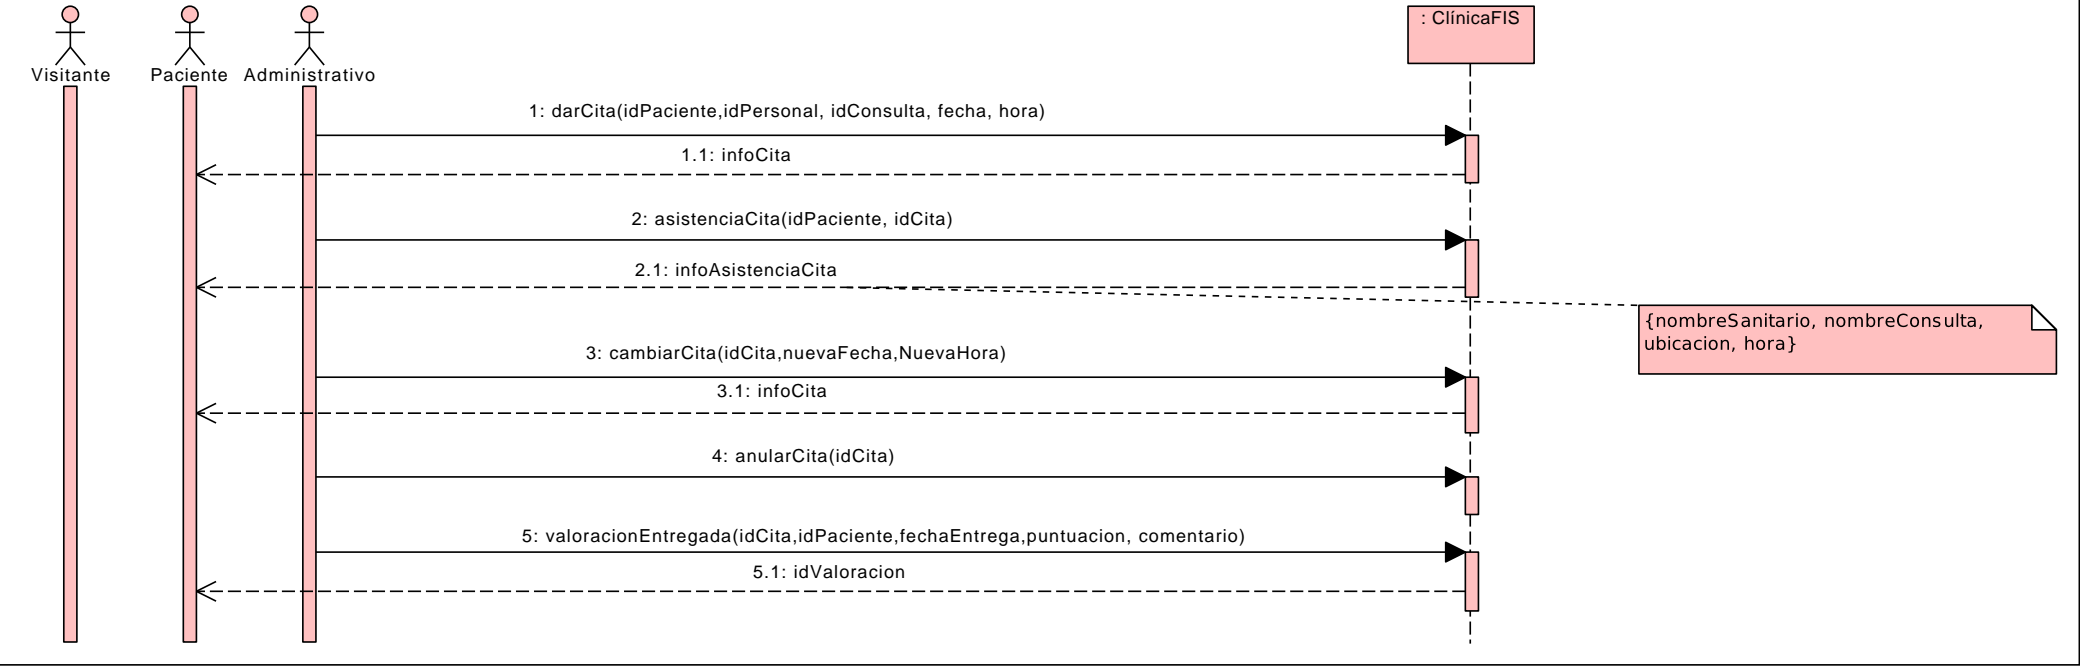 Visitante
Paciente
Administrativo
: ClínicaFIS
1: darCita(idPaciente,idPersonal, idConsulta, fecha, hora)
1.1: infoCita
2: asistenciaCita(idPaciente, idCita)
2.1: infoAsistenciaCita
{nombreSanitario, nombreConsulta,
ubicacion, hora}
3: cambiarCita(idCita,nuevaFecha,NuevaHora)
3.1: infoCita
4: anularCita(idCita)
5: valoracionEntregada(idCita,idPaciente,fechaEntrega,puntuacion, comentario)
5.1: idValoracion